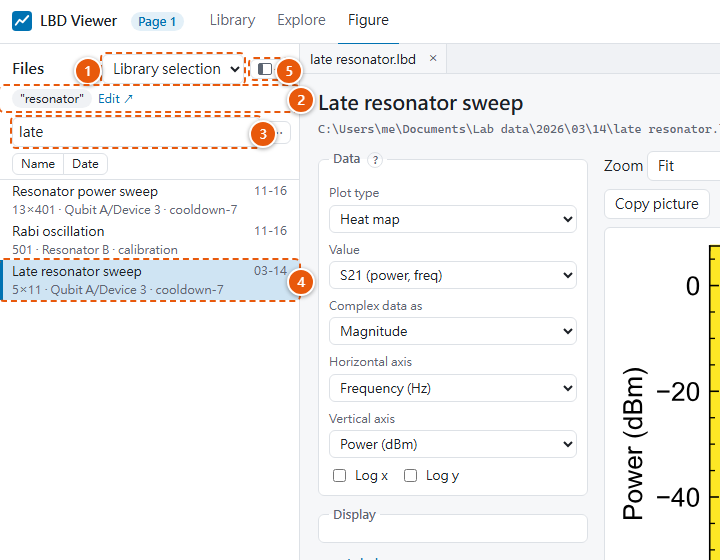 LBD Viewer Page 1 Library Explore Figure
Files 1 Library selection 5
late resonator.lbd ×
"resonator" Edit ↗ 2
late 3
Name Date
Resonator power sweep 11-16
13×401 · Qubit A/Device 3 · cooldown-7
Rabi oscillation 11-16
501 · Resonator B · calibration
Late resonator sweep 03-14
5×11 · Qubit A/Device 3 · cooldown-7
4
Late resonator sweep
C:\Users\me\Documents\Lab data\2026\03\14\late resonator.
Data ?
Plot type
Heat map
Value
S21 (power, freq)
Complex data as
Magnitude
Horizontal axis
Frequency (Hz)
Vertical axis
Power (dBm)
Log x Log y
Display
Zoom Fit
Copy picture
0
−20
−40
Power (dBm)